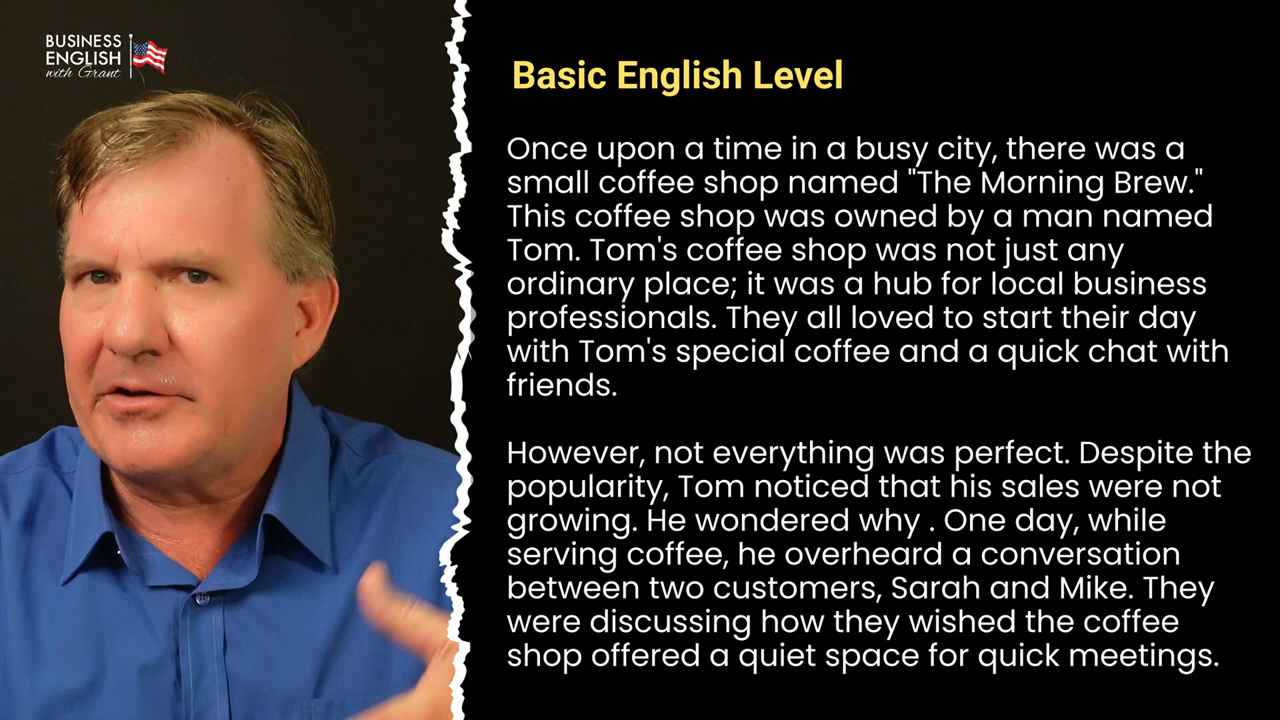 BUSINESS
ENGLISH
with Grant
Basic English Level
Once upon a time in a busy city, there was a
small coffee shop named "The Morning Brew."
This coffee shop was owned by a man named
Tom. Tom's coffee shop was not just any
ordinary place; it was a hub for local business
professionals. They all loved to start their day
with Tom's special coffee and a quick chat with
friends.
However, not everything was perfect. Despite the
popularity, Tom noticed that his sales were not
growing. He wondered why . One day, while
serving coffee, he overheard a conversation
between two customers, Sarah and Mike. They
were discussing how they wished the coffee
shop offered a quiet space for quick meetings.